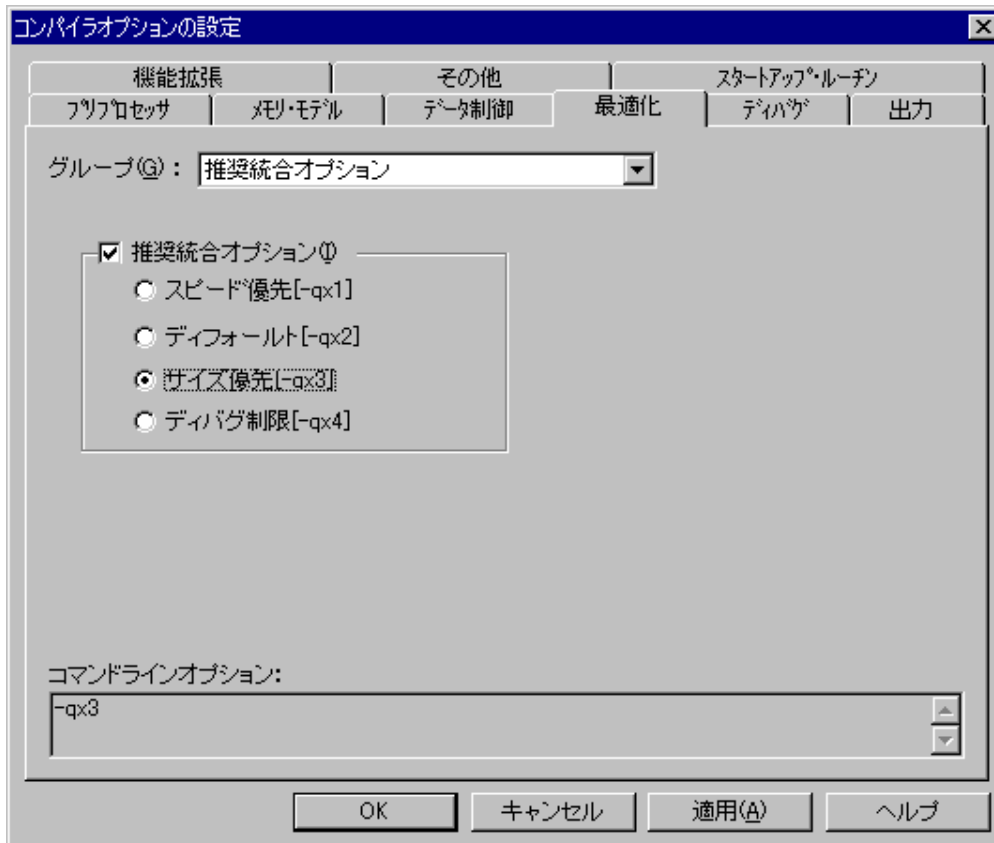 コンパイラオプションの設定
機能拡張 その他 ｽﾀｰﾄｱｯﾌﾟ･ﾙｰﾁﾝ
ﾌﾟﾘﾌﾟﾛｾｯｻ ﾒﾓﾘ･ﾓﾃﾞﾙ ﾃﾞｰﾀ制御 最適化 ﾃﾞｨﾊﾞｸﾞ 出力
グループ(G)： 推奨統合オプション
推奨統合オプション(I)
スピード優先[-qx1]
ディフォールト[-qx2]
サイズ優先[-qx3]
ディバグ制限[-qx4]
コマンドラインオプション:
-qx3
OK キャンセル 適用(A) ヘルプ